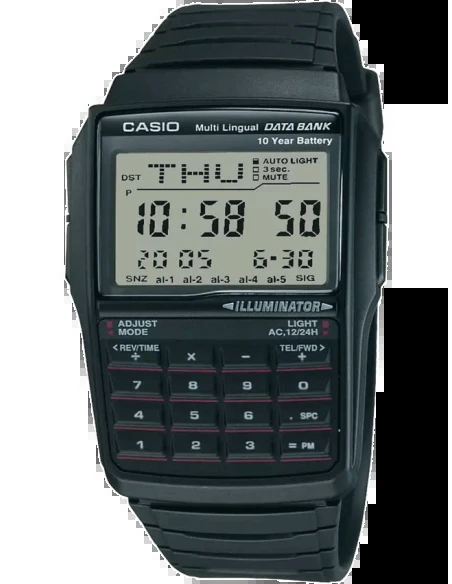 CASIO Multi Lingual DATA BANK
10 Year Battery
THU
AUTO LIGHT
3 sec.
MUTE
DST
P
10:58 50
20 05 6-30
SNZ al-1 al-2 al-3 al-4 al-5 SIG
ILLUMINATOR
ADJUST LIGHT
MODE AC,12/24H
<REV/TIME TEL/FWD>
÷ × − +
7 8 9 0
4 5 6 . SPC
1 2 3 = PM